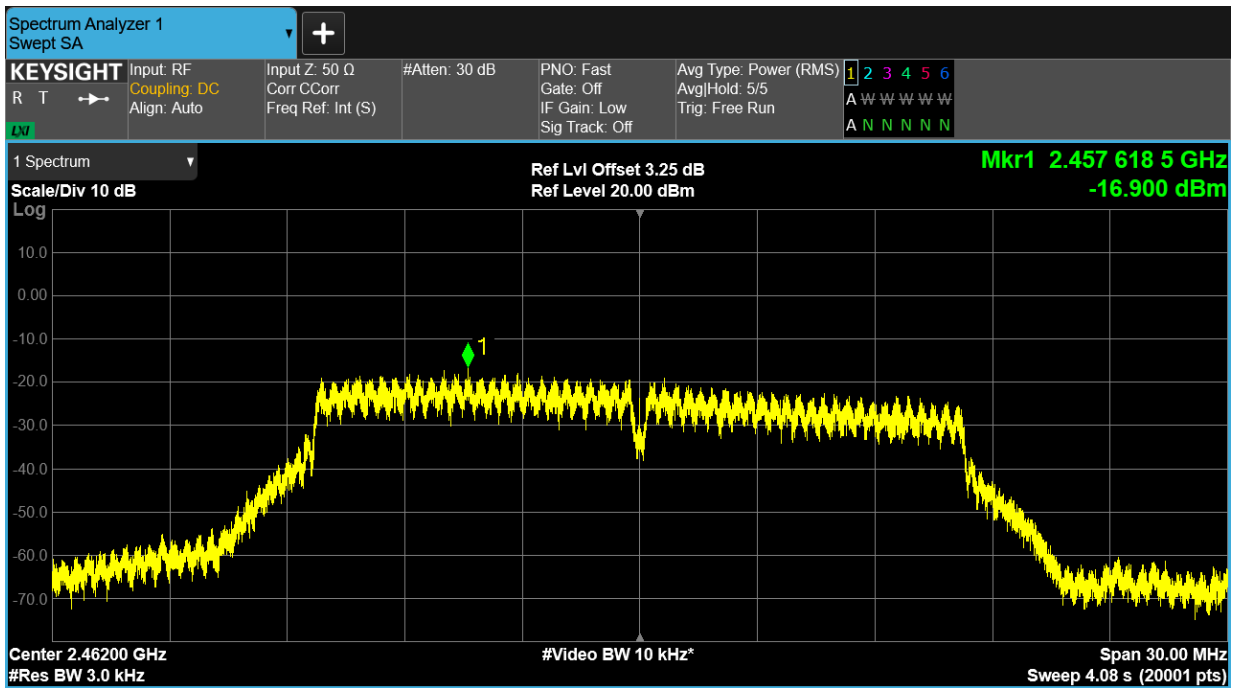 Spectrum Analyzer 1
Swept SA
+
KEYSIGHT
R T
LXI
Input: RF
Coupling: DC
Align: Auto
Input Z: 50 Ω
Corr CCorr
Freq Ref: Int (S)
#Atten: 30 dB
PNO: Fast
Gate: Off
IF Gain: Low
Sig Track: Off
Avg Type: Power (RMS)
Avg|Hold: 5/5
Trig: Free Run
1 2 3 4 5 6
A W W W W W
A N N N N N
1 Spectrum
Scale/Div 10 dB
Ref Lvl Offset 3.25 dB
Ref Level 20.00 dBm
Mkr1 2.457 618 5 GHz
-16.900 dBm
Log
10.0
0.00
-10.0
-20.0
-30.0
-40.0
-50.0
-60.0
-70.0
1
Center 2.46200 GHz
#Res BW 3.0 kHz
#Video BW 10 kHz*
Span 30.00 MHz
Sweep 4.08 s (20001 pts)